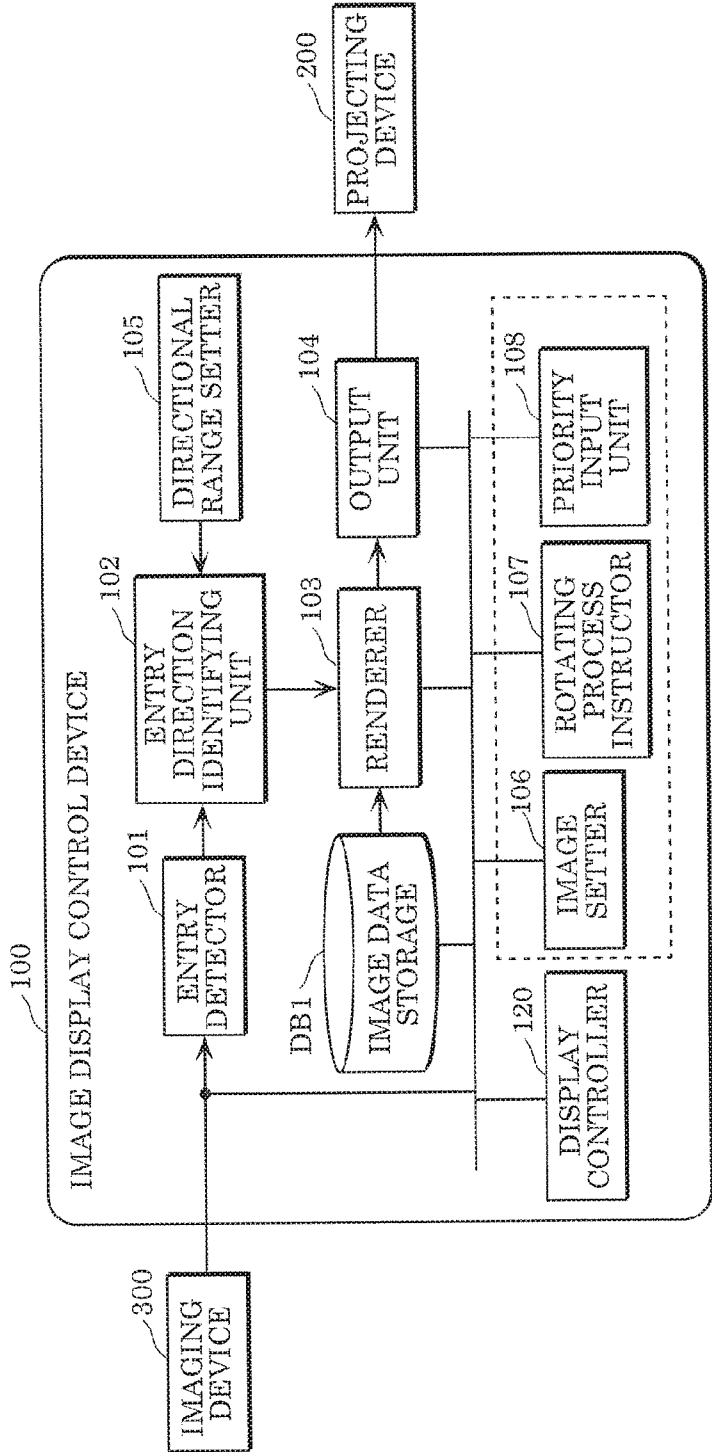 100
IMAGE DISPLAY CONTROL DEVICE
300
IMAGING
DEVICE
101
ENTRY
DETECTOR
102
ENTRY
DIRECTION
IDENTIFYING
UNIT
105
DIRECTIONAL
RANGE SETTER
DB1
IMAGE DATA
STORAGE
103
RENDERER
104
OUTPUT
UNIT
200
PROJECTING
DEVICE
120
DISPLAY
CONTROLLER
106
IMAGE
SETTER
107
ROTATING
PROCESS
INSTRUCTOR
108
PRIORITY
INPUT
UNIT